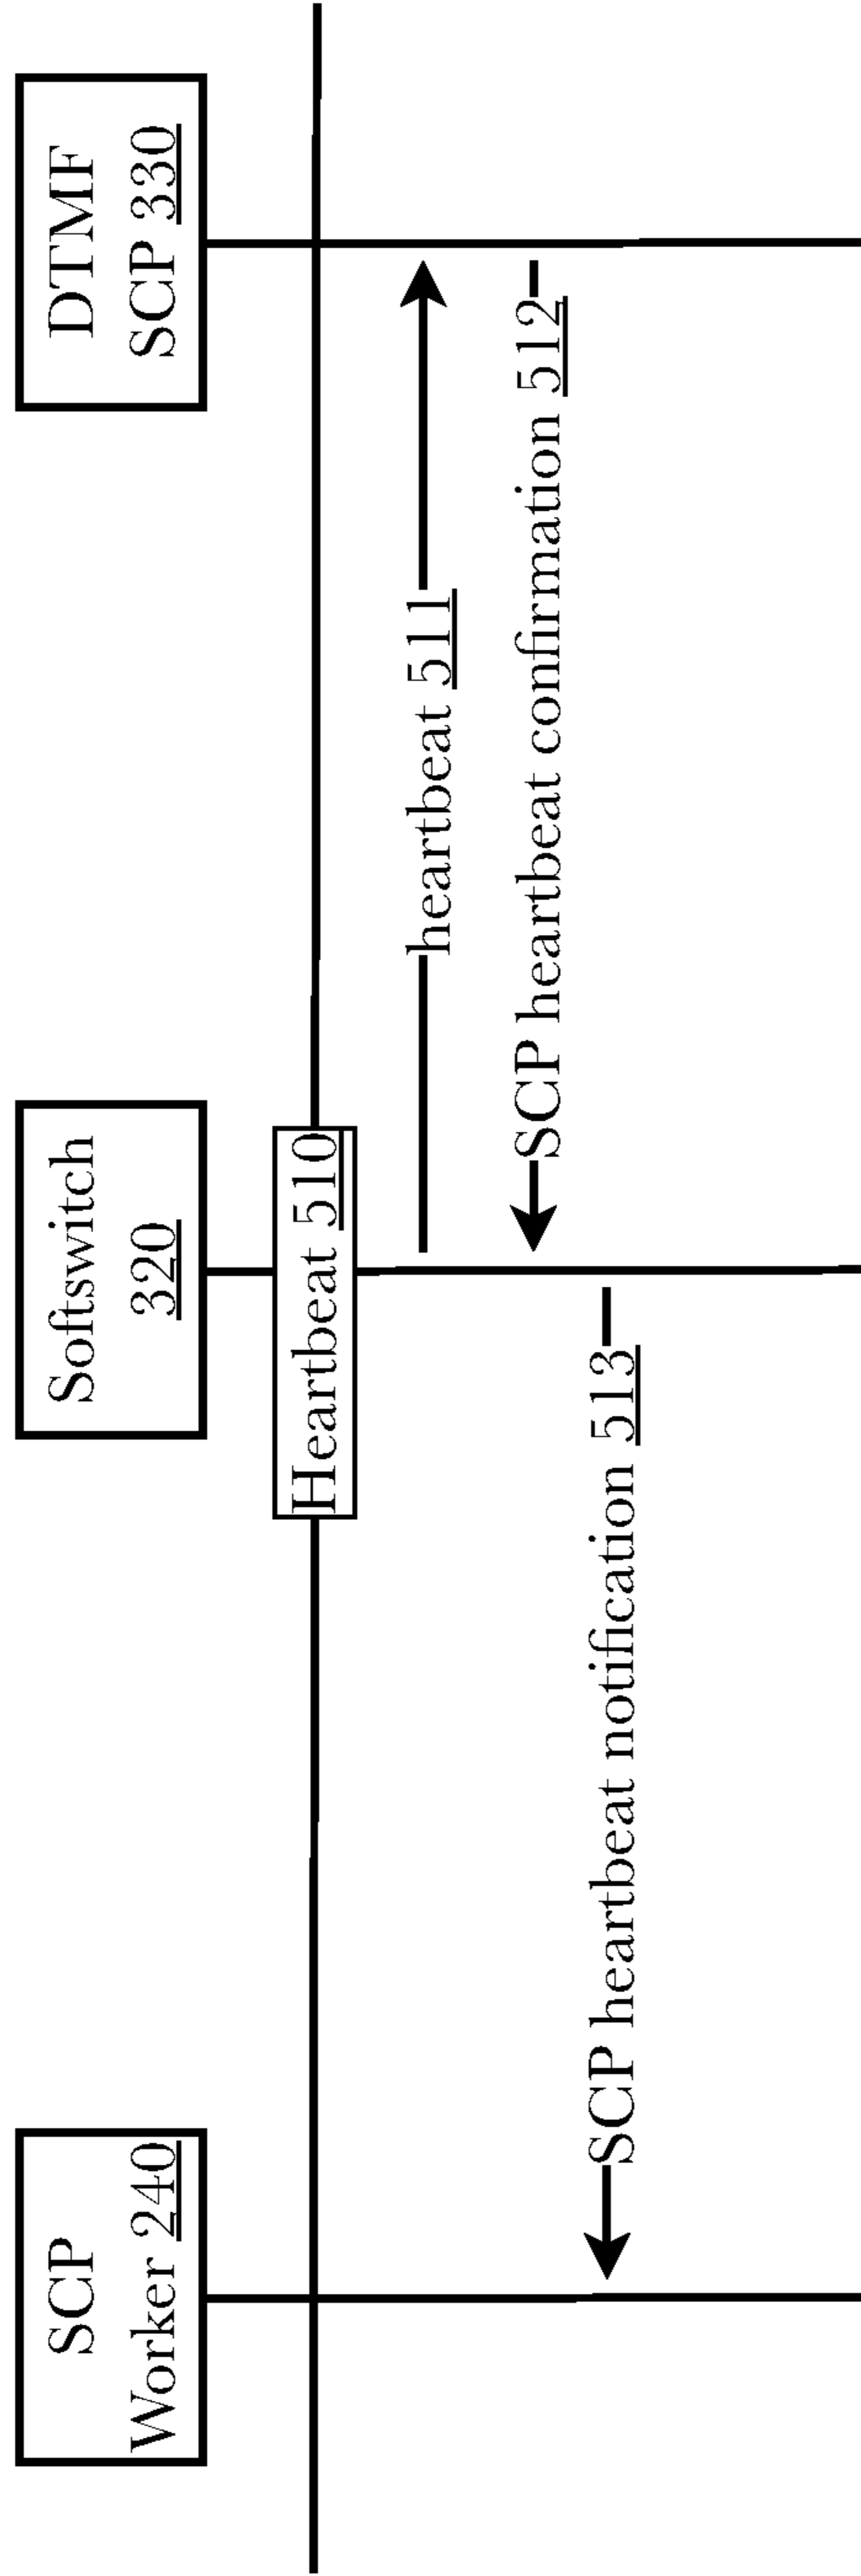 SCP
Worker 240
Softswitch
320
DTMF
SCP 330
Heartbeat 510
heartbeat 511
SCP heartbeat confirmation 512
SCP heartbeat notification 513